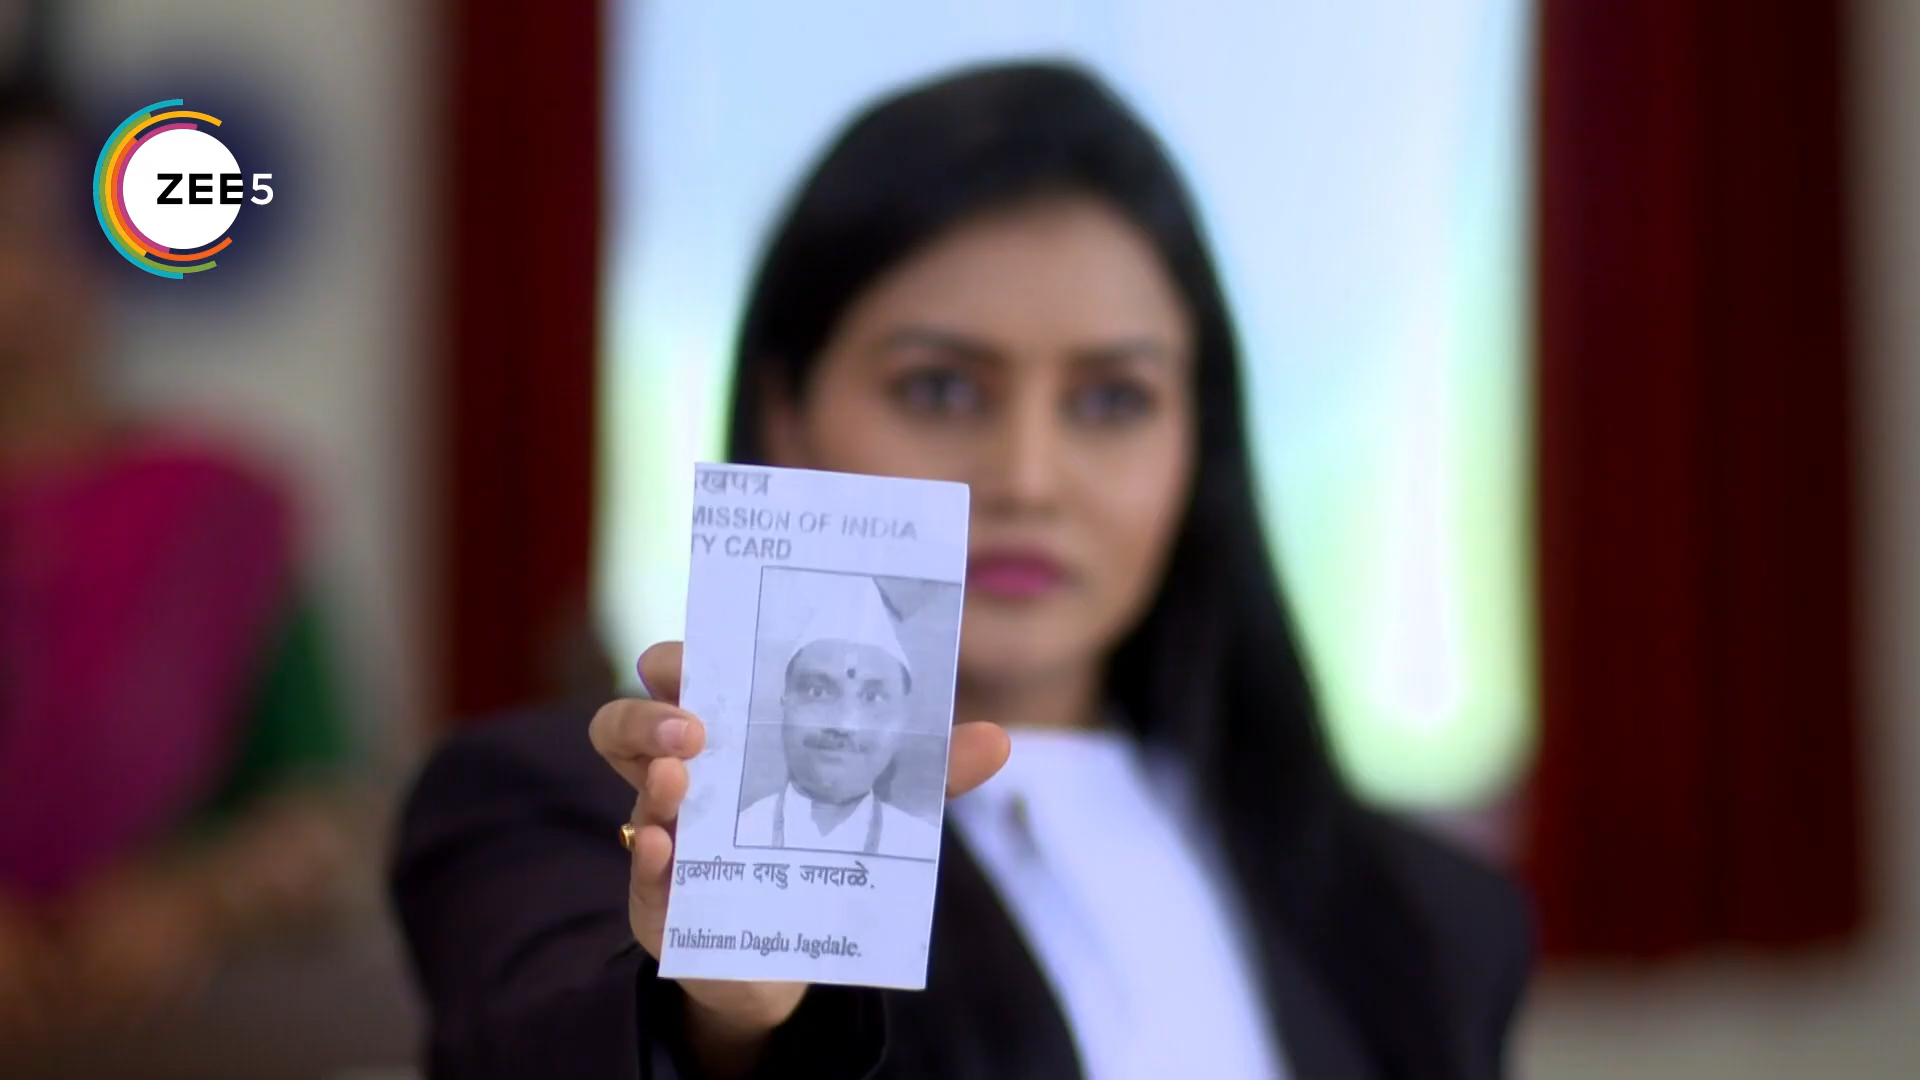 ZEE5
खपत्र
MISSION OF INDIA
TY CARD
तुळशीराम दगडु जगदाळे.
Tulshiram Dagdu Jagdale.